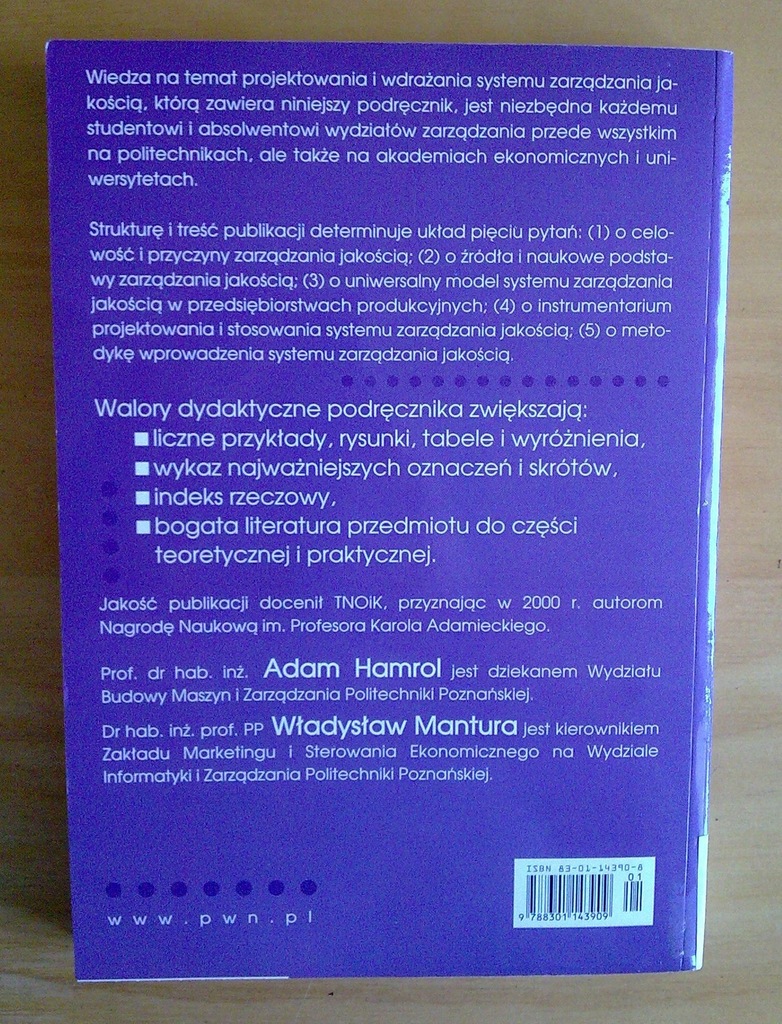 Wiedza na temat projektowania i wdrażania systemu zarządzania ja-
kością, którą zawiera niniejszy podręcznik, jest niezbędna każdemu
studentowi i absolwentowi wydziałów zarządzania przede wszystkim
na politechnikach, ale także na akademiach ekonomicznych i uni-
wersytetach.
Strukturę i treść publikacji determinuje układ pięciu pytań: (1) o celo-
wość i przyczyny zarządzania jakością; (2) o źródła i naukowe podsta-
wy zarządzania jakością; (3) o uniwersalny model systemu zarządzania
jakością w przedsiębiorstwach produkcyjnych; (4) o instrumentarium
projektowania i stosowania systemu zarządzania jakością; (5) o meto-
dykę wprowadzenia systemu zarządzania jakością.
Walory dydaktyczne podręcznika zwiększają:
■ liczne przykłady, rysunki, tabele i wyróżnienia,
■ wykaz najważniejszych oznaczeń i skrótów,
■ indeks rzeczowy,
■ bogata literatura przedmiotu do części
teoretycznej i praktycznej.
Jakość publikacji docenił TNOiK, przyznając w 2000 r. autorom
Nagrodę Naukową im. Profesora Karola Adamieckiego.
Prof. dr hab. inż. Adam Hamrol jest dziekanem Wydziału
Budowy Maszyn i Zarządzania Politechniki Poznańskiej.
Dr hab. inż. prof. PP Władysław Mantura jest kierownikiem
Zakładu Marketingu i Sterowania Ekonomicznego na Wydziale
Informatyki i Zarządzania Politechniki Poznańskiej.
ISBN 83-01-14390-8
01
9 788301 143909
www.pwn.pl